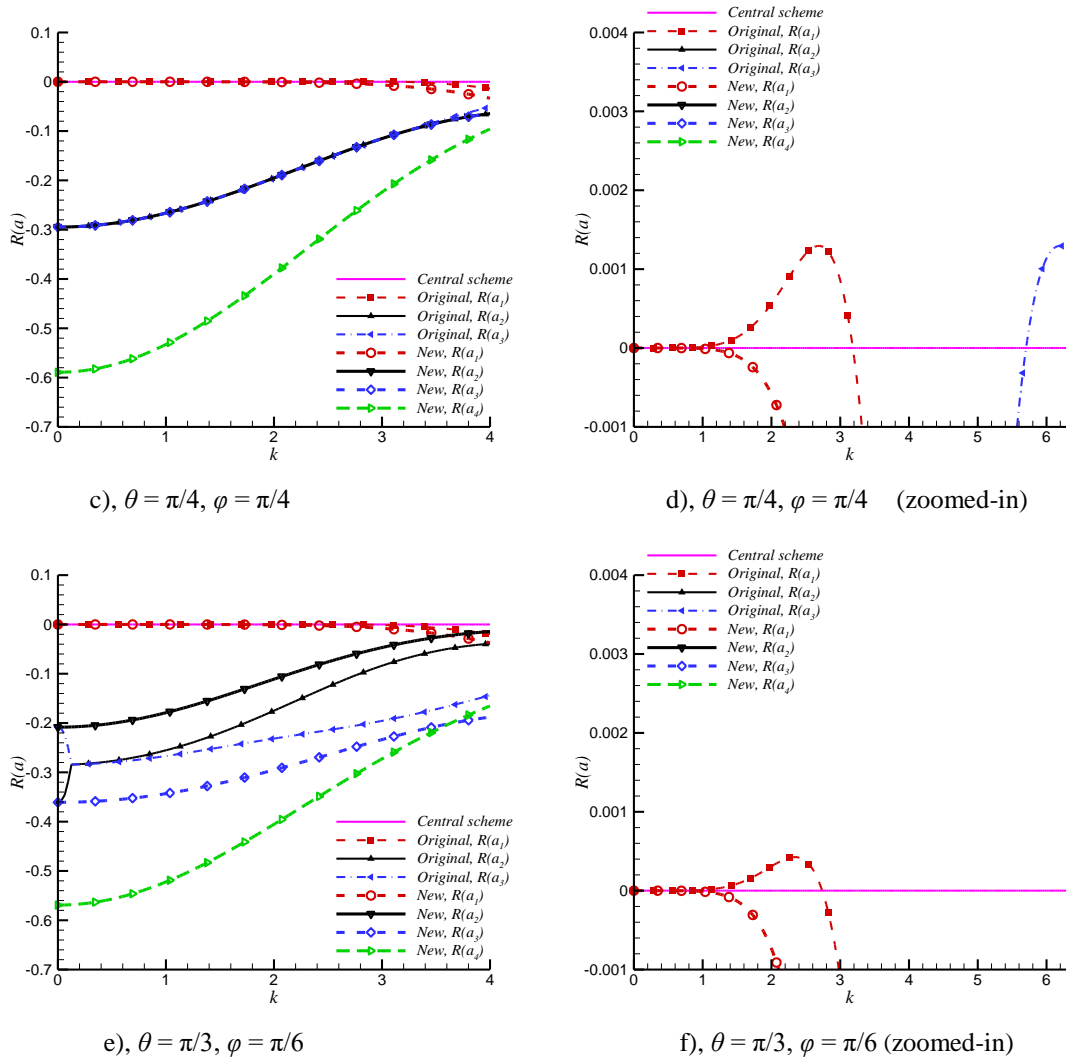 0.1
0
-0.1
-0.2
-0.3
-0.4
-0.5
-0.6
-0.7
R(a)
0
1
2
3
4
k
Central scheme
Original, R(a₁)
Original, R(a₂)
Original, R(a₃)
New, R(a₁)
New, R(a₂)
New, R(a₃)
New, R(a₄)
c), θ = π/4, φ = π/4
Central scheme
Original, R(a₁)
Original, R(a₂)
Original, R(a₃)
New, R(a₁)
New, R(a₂)
New, R(a₃)
New, R(a₄)
0.004
0.003
0.002
0.001
0
-0.001
R(a)
0
1
2
3
4
5
6
k
d), θ = π/4, φ = π/4 (zoomed-in)
0.1
0
-0.1
-0.2
-0.3
-0.4
-0.5
-0.6
-0.7
R(a)
0
1
2
3
4
k
Central scheme
Original, R(a₁)
Original, R(a₂)
Original, R(a₃)
New, R(a₁)
New, R(a₂)
New, R(a₃)
New, R(a₄)
e), θ = π/3, φ = π/6
Central scheme
Original, R(a₁)
Original, R(a₂)
Original, R(a₃)
New, R(a₁)
New, R(a₂)
New, R(a₃)
New, R(a₄)
0.004
0.003
0.002
0.001
0
-0.001
R(a)
0
1
2
3
4
5
6
k
f), θ = π/3, φ = π/6 (zoomed-in)